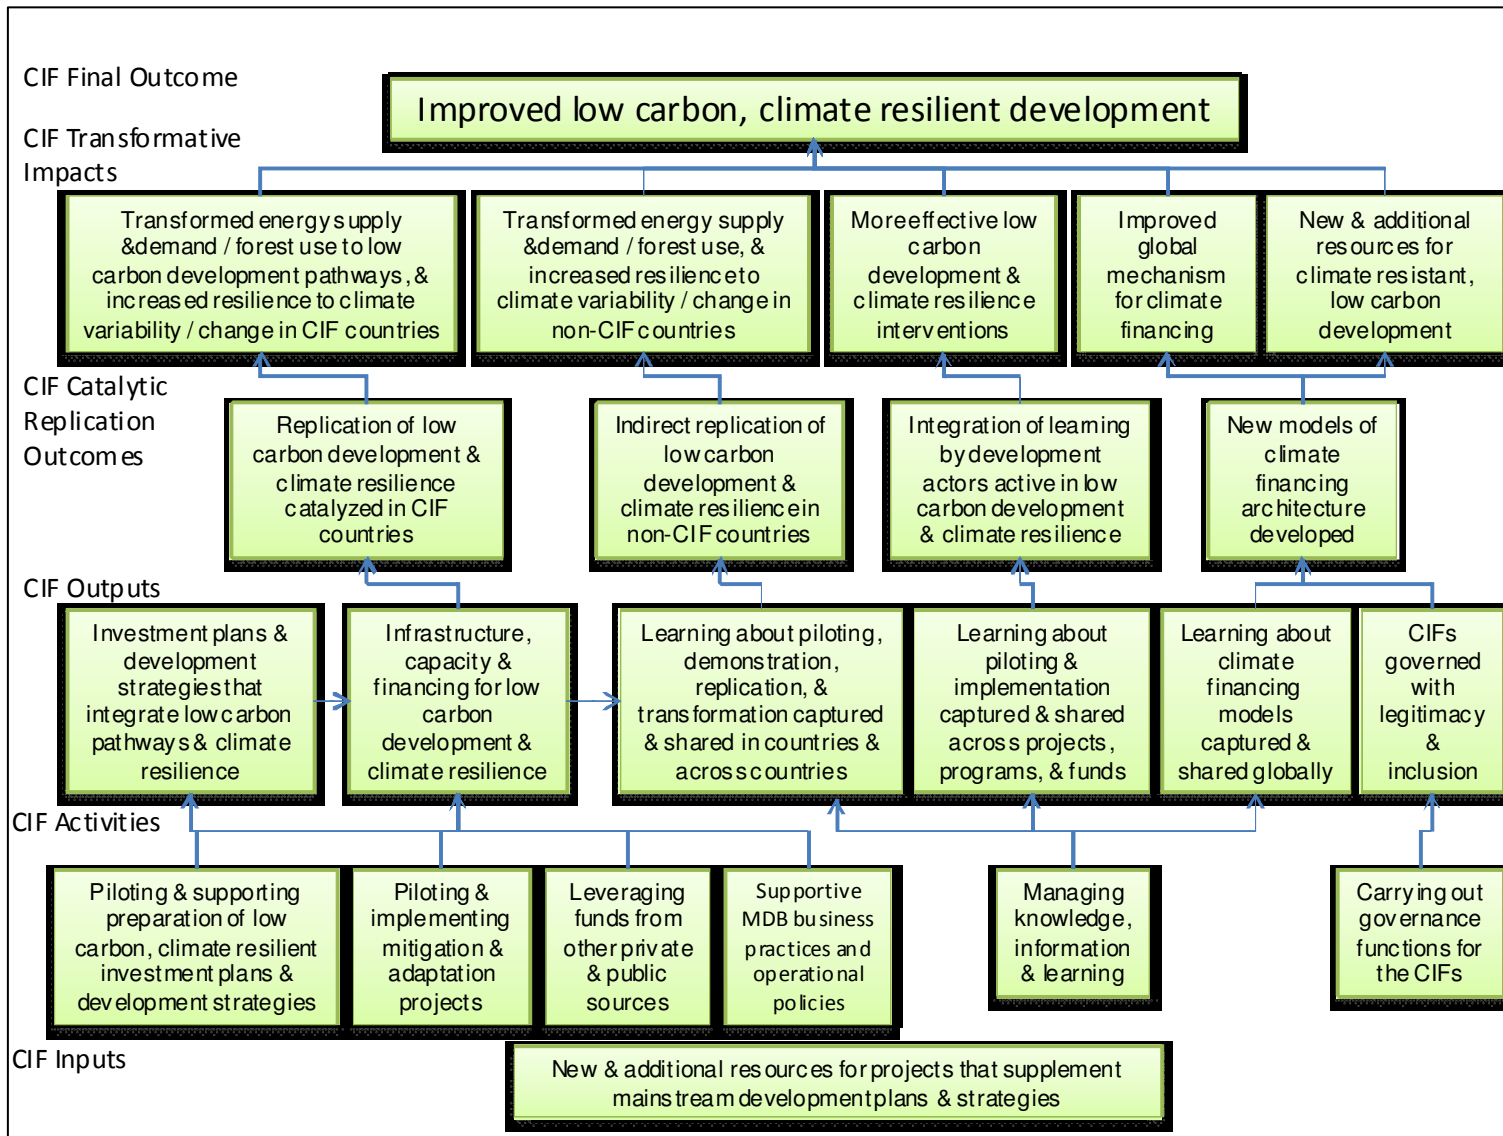 CIF Final Outcome
Improved low carbon, climate resilient development
CIF Transformative
Impacts
Transformed energy supply
&demand / forest use to low
carbon development pathways, &
increased resilience to climate
variability / change in CIF countries
Transformed energy supply
&demand / forest use, &
increased resilience to
climate variability / change in
non-CIF countries
More effective low
carbon
development &
climate resilience
interventions
Improved
global
mechanism
for climate
financing
New & additional
resources for
climate resistant,
low carbon
development
CIF Catalytic
Replication
Outcomes
Replication of low
carbon development &
climate resilience
catalyzed in CIF
countries
Indirect replication of
low carbon
development &
climate resilience in
non-CIF countries
Integration of learning
by development
actors active in low
carbon development
& climate resilience
New models of
climate
financing
architecture
developed
CIF Outputs
Investment plans &
development
strategies that
integrate low carbon
pathways & climate
resilience
Infrastructure,
capacity &
financing for low
carbon
development &
climate resilience
Learning about piloting,
demonstration,
replication, &
transformation captured
& shared in countries &
across countries
Learning about
piloting &
implementation
captured & shared
across projects,
programs, & funds
Learning about
climate
financing
models
captured &
shared globally
CIFs
governed
with
legitimacy
&
inclusion
CIF Activities
Piloting & supporting
preparation of low
carbon, climate resilient
investment plans &
development strategies
Piloting &
implementing
mitigation &
adaptation
projects
Leveraging
funds from
other private
& public
sources
Supportive
MDB business
practices and
operational
policies
Managing
knowledge,
information
& learning
Carrying out
governance
functions for
the CIFs
CIF Inputs
New & additional resources for projects that supplement
mainstream development plans & strategies